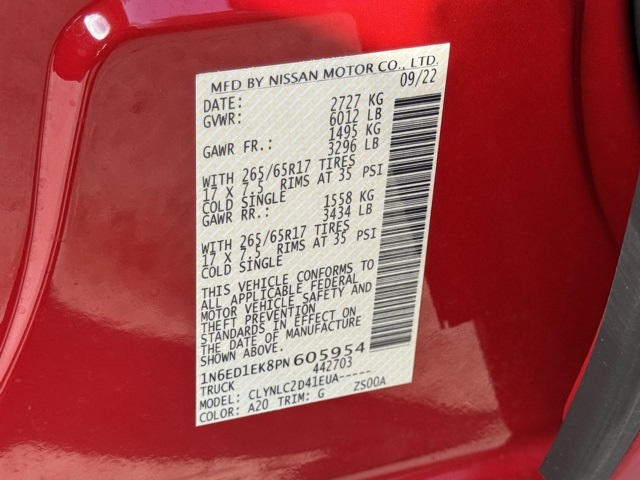 MFD BY NISSAN MOTOR CO., LTD.
DATE: 09/22
GVWR: 2727 KG
6012 LB
GAWR FR.: 1495 KG
3296 LB
WITH 265/65R17 TIRES
17 X 7.5 RIMS AT 35 PSI
COLD SINGLE
GAWR RR.: 1558 KG
3434 LB
WITH 265/65R17 TIRES
17 X 7.5 RIMS AT 35 PSI
COLD SINGLE
THIS VEHICLE CONFORMS TO
ALL APPLICABLE FEDERAL
MOTOR VEHICLE SAFETY AND
THEFT PREVENTION
STANDARDS IN EFFECT ON
THE DATE OF MANUFACTURE
SHOWN ABOVE.
1N6ED1EK8PN605954
TRUCK 442703
MODEL: CLYNLC2D41EUA-----
COLOR: A20 TRIM: G ZS00A